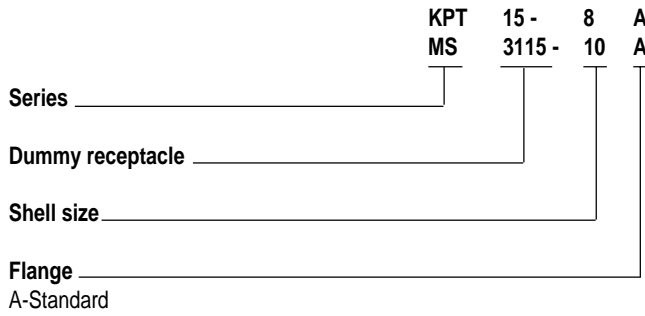 KPT 15 - 8 A
MS 3115 - 10 A
Series
Dummy receptacle
Shell size
Flange
A-Standard